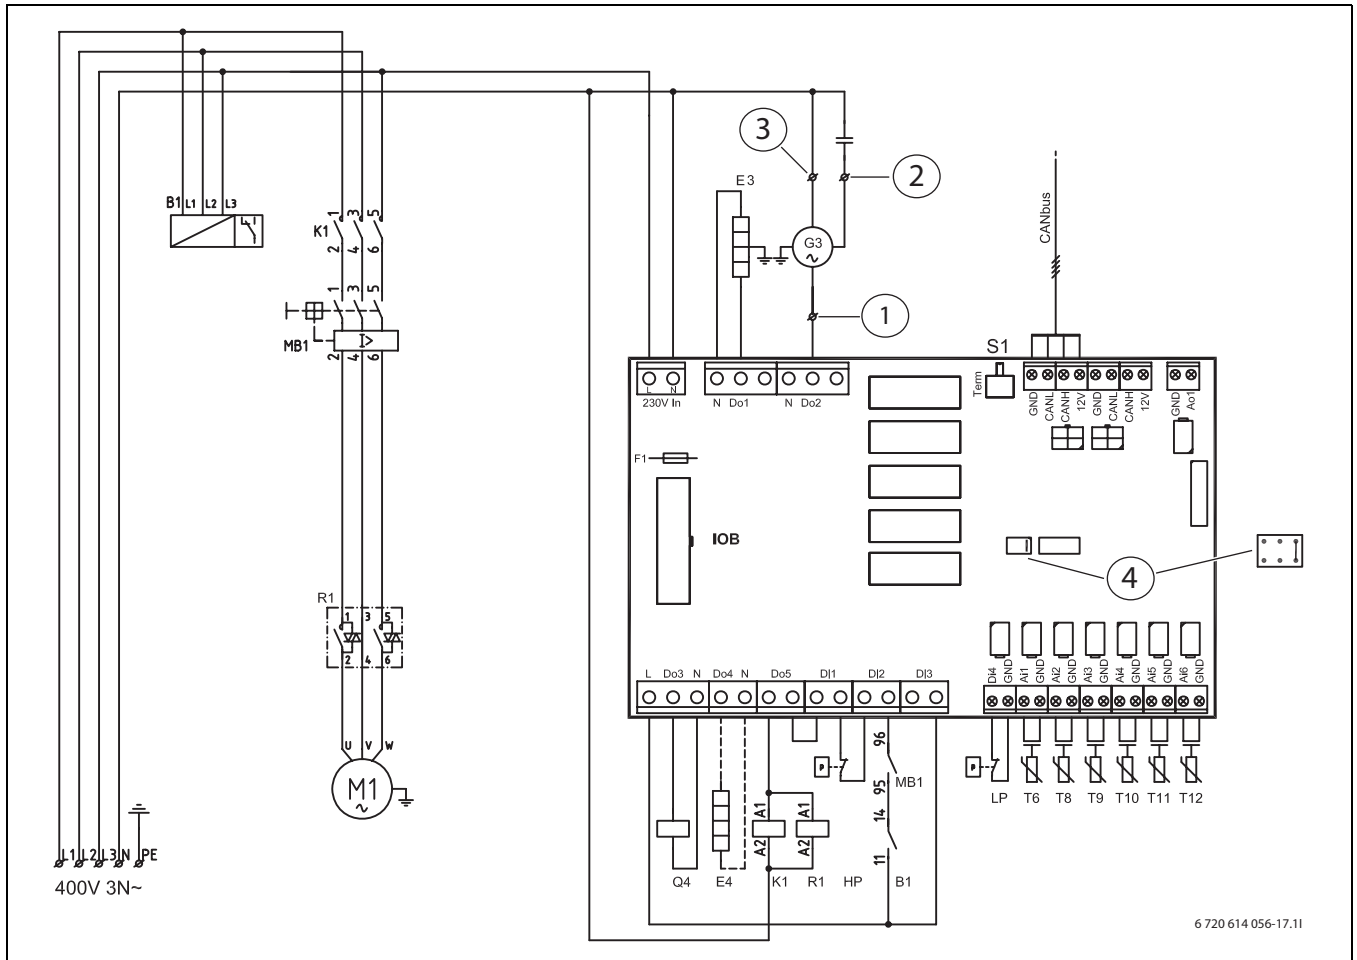 3
2
E3
CANbus
B1 L1 L2 L3
1 3 5
K1
2 4 6
G3
~
1
1 3 5
MB1
I>
2 4 6
S1
Term
L N
230V In
N Do1
N Do2
GND CANL CANH 12V GND CANL CANH 12V
GND Ao1
F1
IOB
4
R1
1 3 5
2 4 6
L Do3 N Do4 N Do5 DI1 DI2 DI3
Di4 GND Ai1 GND Ai2 GND Ai3 GND Ai4 GND Ai5 GND Ai6 GND
U V W
M1
~
96
P
MB1
95
P
LP T6 T8 T9 T10 T11 T12
14
A1 A1
A2 A2
11
L1 L2 L3 N PE
400V 3N~
Q4 E4 K1 R1 HP B1
6 720 614 056-17.1I